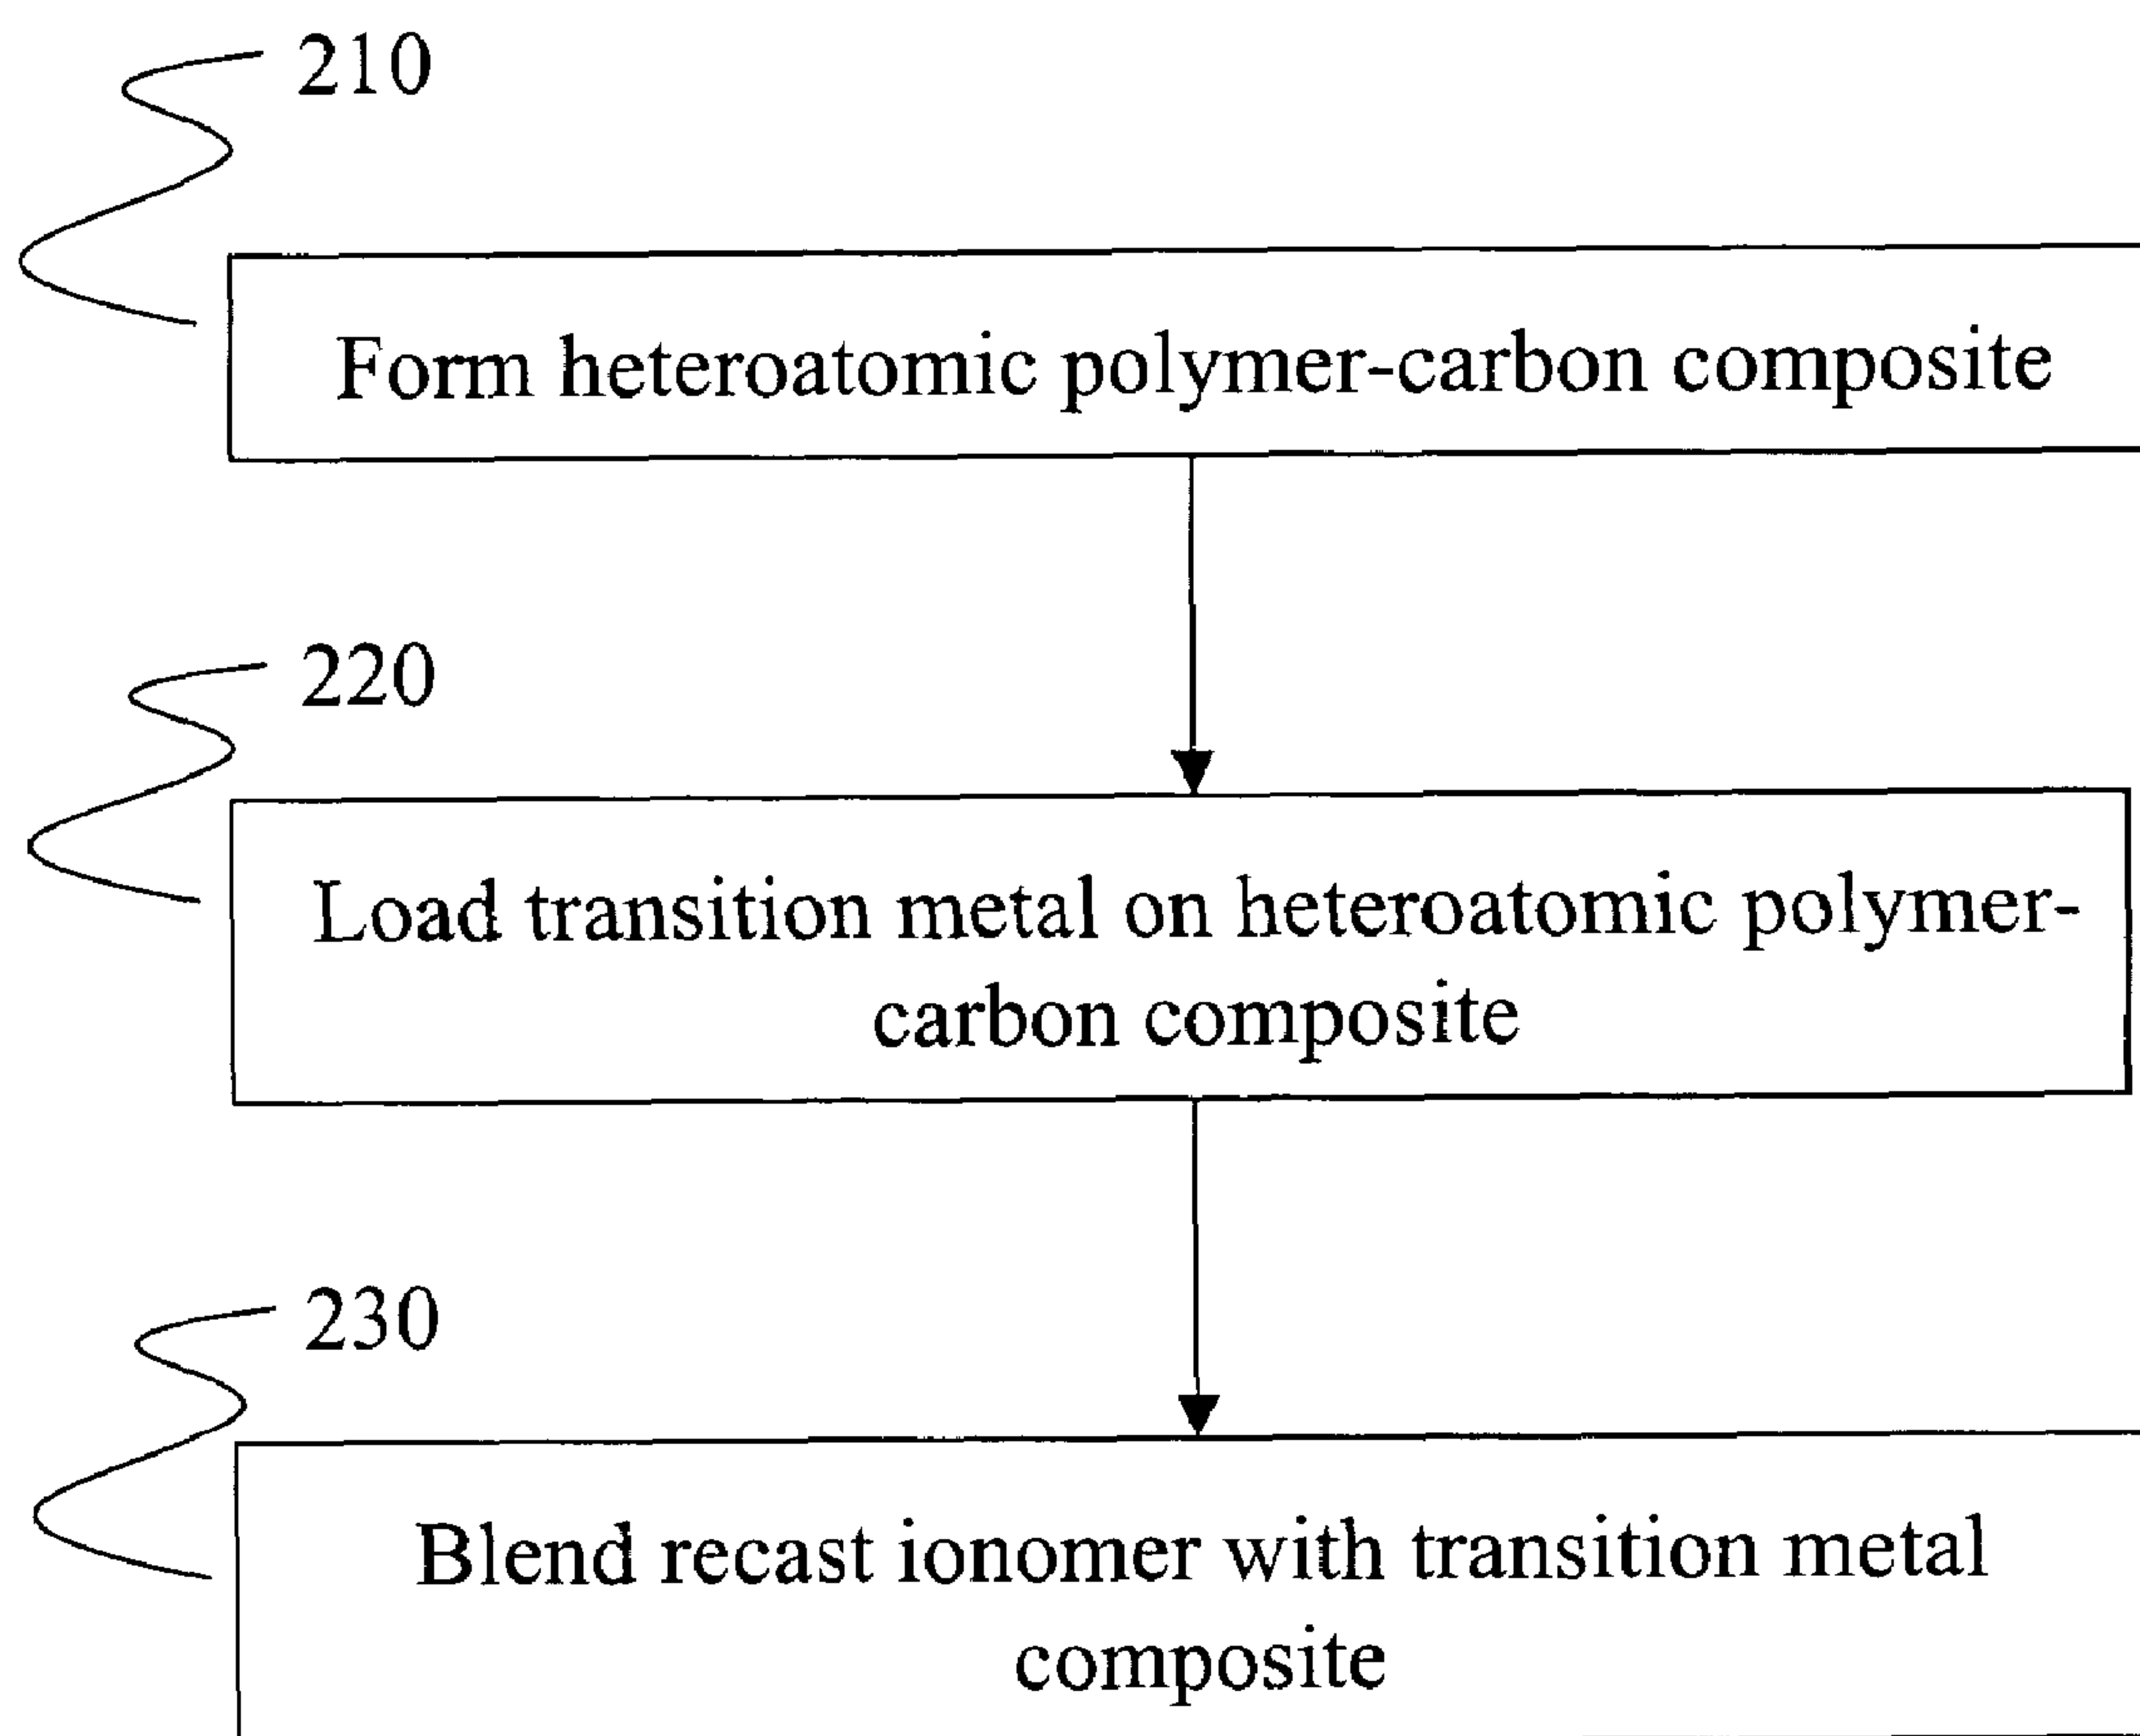 210
Form heteroatomic polymer-carbon composite
220
Load transition metal on heteroatomic polymer-
carbon composite
230
Blend recast ionomer with transition metal
composite